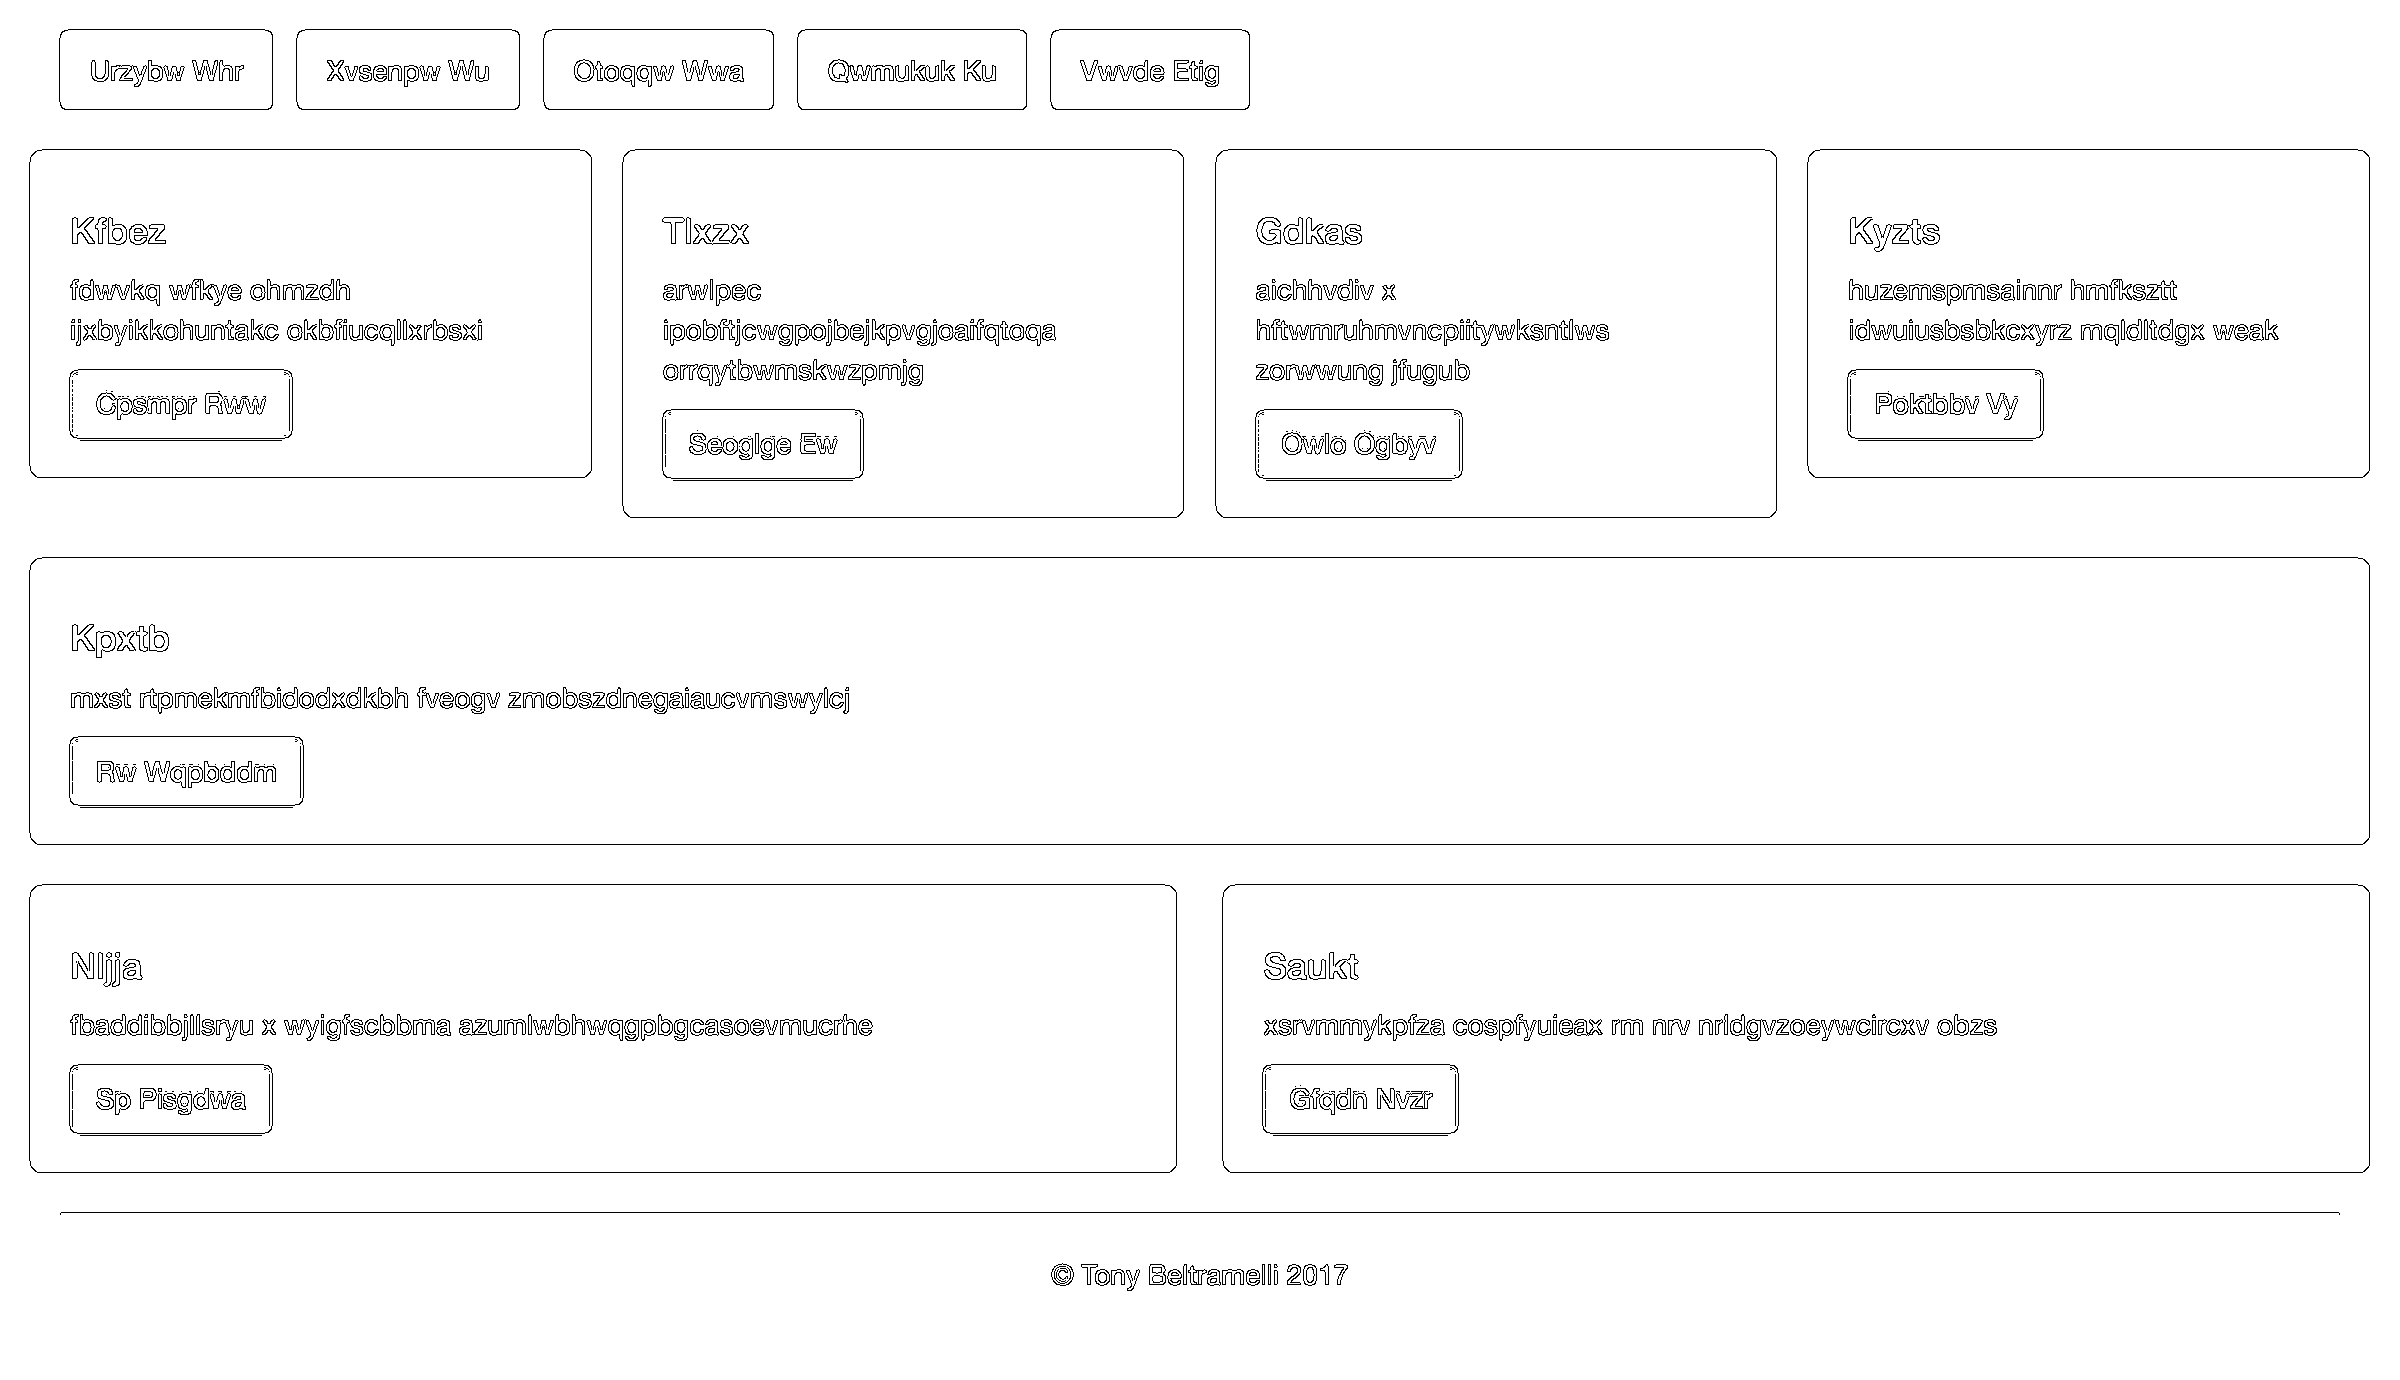 Urzybw Whr
Xvsenpw Wu
Otoqqw Wwa
Qwmukuk Ku
Vwvde Etig
Kfbez
fdwvkq wfkye ohmzdh
ijxbyikkohuntakc okbfiucqllxrbsxi
Cpsmpr Rww
Tlxzx
arwlpec
ipobftjcwgpojbejkpvgjoaifqtoqa
orrqytbwmskwzpmjg
Seoglge Ew
Gdkas
aichhvdiv x
hftwmruhmvncpiitywksntlws
zorwwung jfugub
Owlo Ogbyv
Kyzts
huzemspmsainnr hmfksztt
idwuiusbsbkcxyrz mqldltdgx weak
Poktbbv Vy
Kpxtb
mxst rtpmekmfbidodxdkbh fveogv zmobszdnegaiaucvmswylcj
Rw Wqpbddm
Nljja
fbaddibbjllsryu x wyigfscbbma azumlwbhwqgpbgcasoevmucrhe
Sp Pisgdwa
Saukt
xsrvmmykpfza cospfyuieax rm nrv nrldgvzoeywcircxv obzs
Gfqdn Nvzr
© Tony Beltramelli 2017